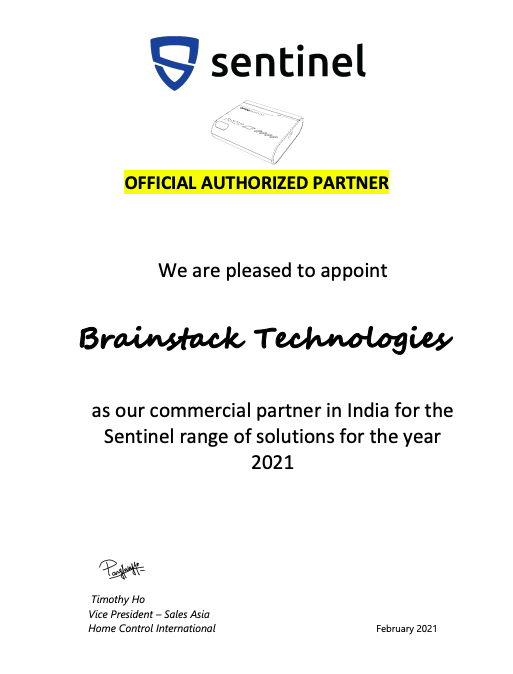 sentinel
OFFICIAL AUTHORIZED PARTNER
We are pleased to appoint
Brainstack Technologies
as our commercial partner in India for the
Sentinel range of solutions for the year
2021
Timothy Ho
Vice President – Sales Asia
Home Control International
February 2021